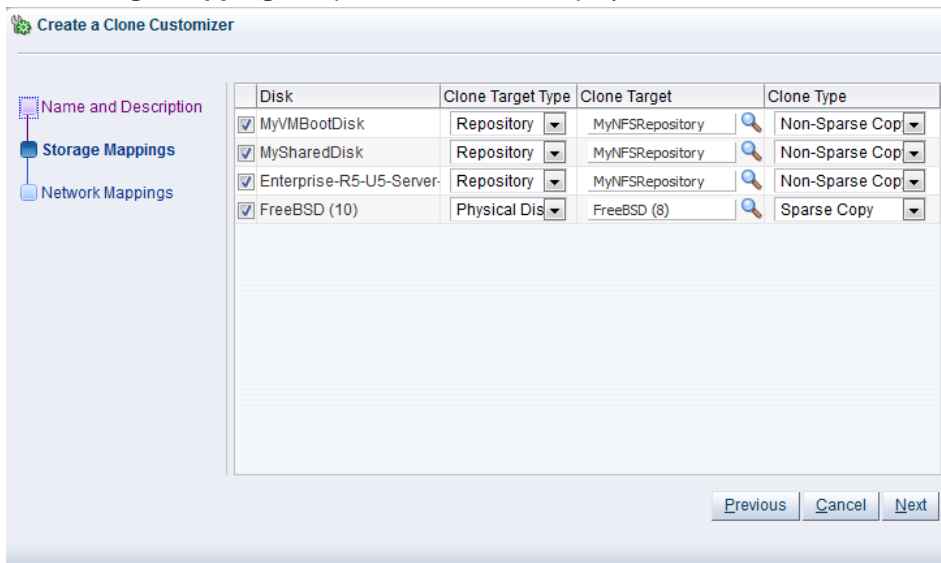 Create a Clone Customizer
Name and Description
Storage Mappings
Network Mappings
Disk Clone Target Type Clone Target Clone Type
MyVMBootDisk Repository MyNFSRepository Non-Sparse Cop
MySharedDisk Repository MyNFSRepository Non-Sparse Cop
Enterprise-R5-U5-Server- Repository MyNFSRepository Non-Sparse Cop
FreeBSD (10) Physical Dis FreeBSD (8) Sparse Copy
Previous Cancel Next